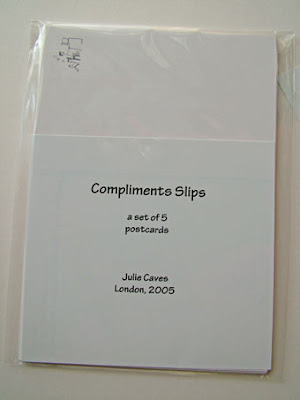 Compliments Slips
a set of 5
postcards
Julie Caves
London, 2005